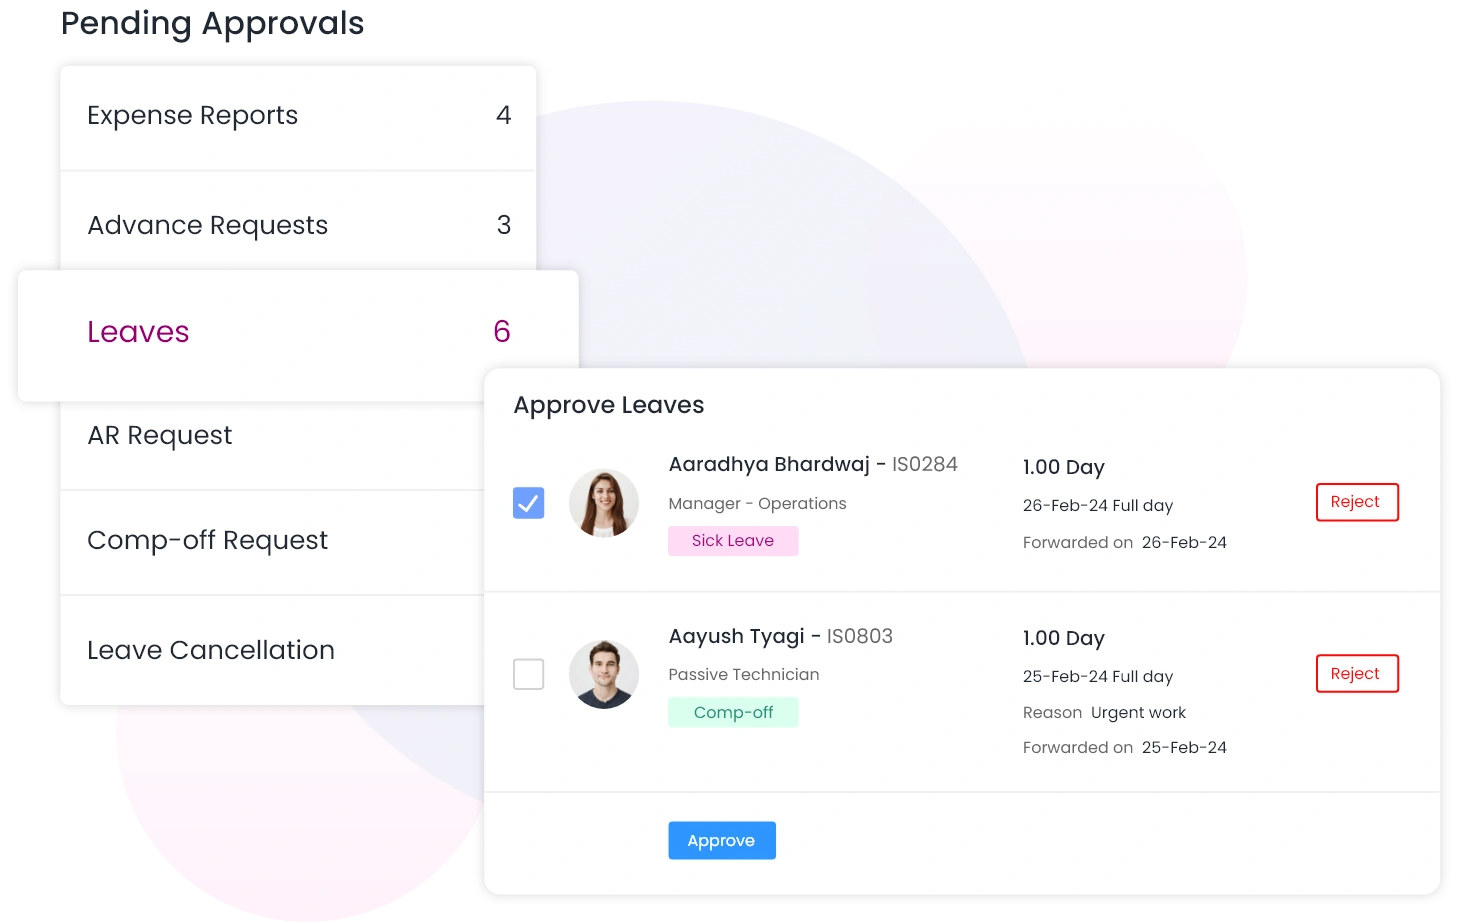 Pending Approvals
Expense Reports 4
Advance Requests 3
Leaves 6
AR Request
Comp-off Request
Leave Cancellation
Approve Leaves
Aaradhya Bhardwaj - IS0284
Manager - Operations
Sick Leave
1.00 Day
26-Feb-24 Full day
Forwarded on 26-Feb-24
Reject
Aayush Tyagi - IS0803
Passive Technician
Comp-off
1.00 Day
25-Feb-24 Full day
Reason Urgent work
Forwarded on 25-Feb-24
Reject
Approve